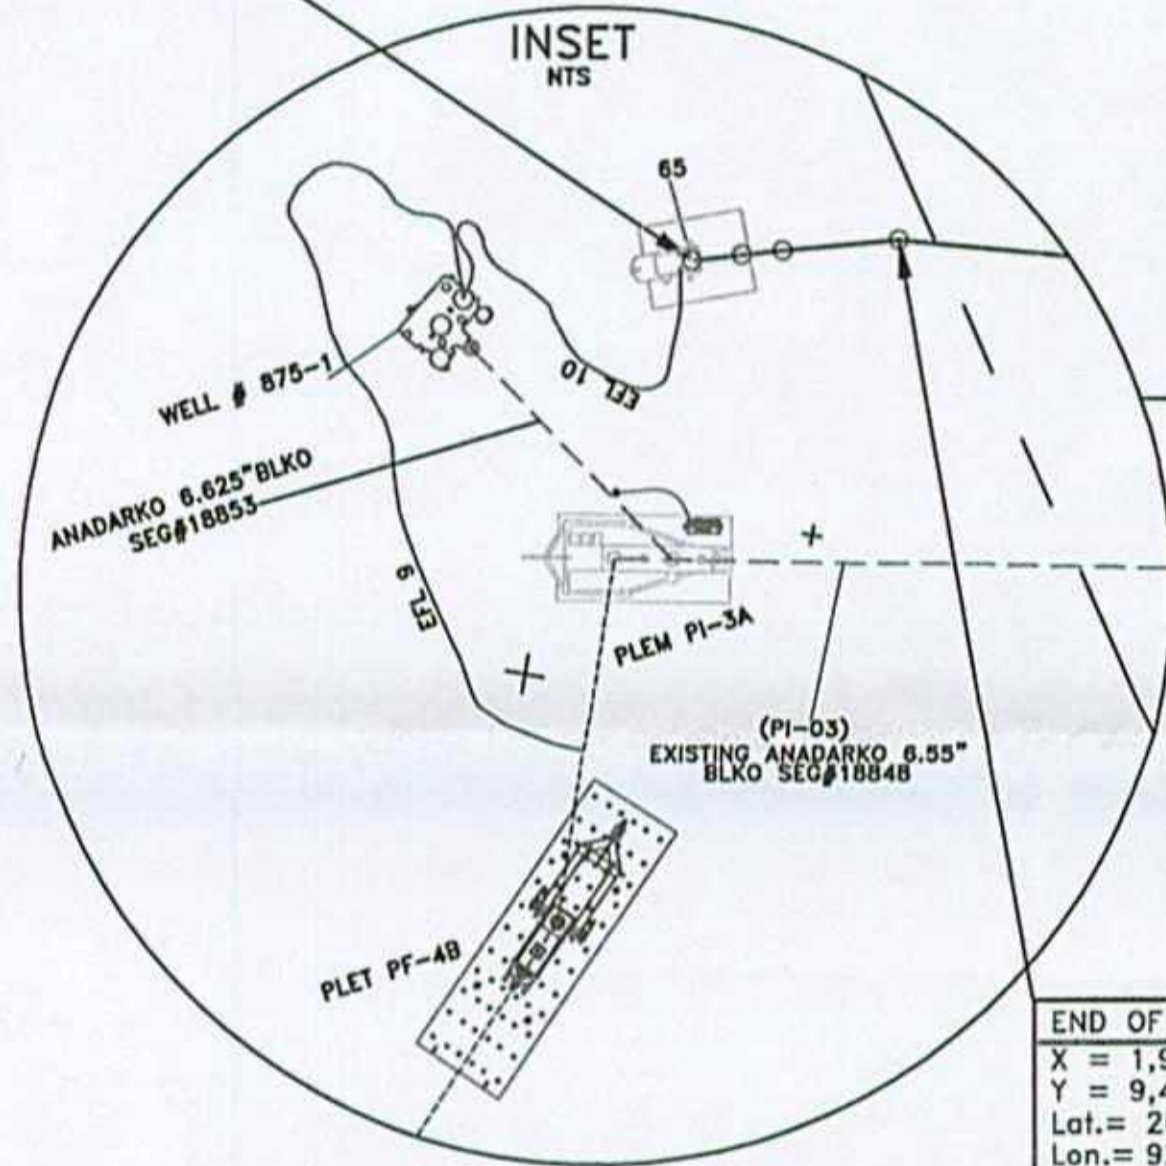 INSET
NTS
65
WELL # 875-1
EFL 10
ANADARKO 6.625"BLKO
SEG#18853
EFL 9
PLEM PI-3A
(PI-03)
EXISTING ANADARKO 6.55"
BLKO SEG#18848
PLET PF-4B
END OF
X = 1,9
Y = 9,4
Lat.= 2
Lon.= 9